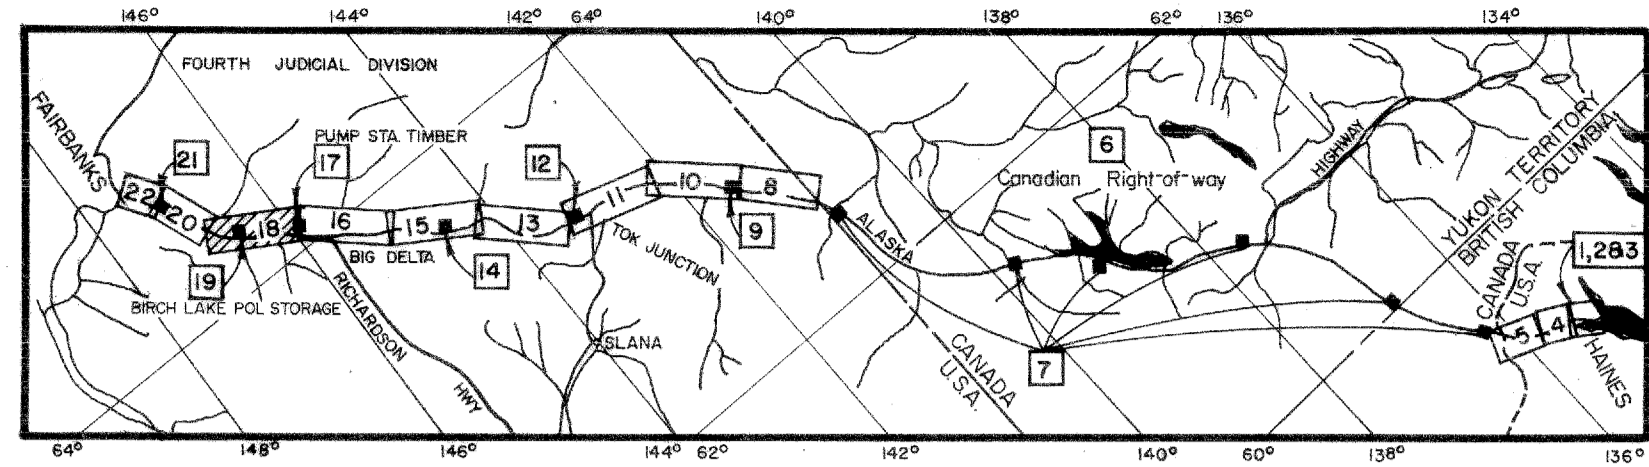 146° 144° 142° 64° 140° 138° 62° 136° 134°
FOURTH JUDICIAL DIVISION
FAIRBANKS
PUMP STA. TIMBER
21
17
12
6
22
20
18
16
15
13
11
10
8
Canadian Right-of-way
HIGHWAY
YUKON TERRITORY
BRITISH COLUMBIA
19
BIG DELTA
14
TOK JUNCTION
9
ALASKA
CANADA
U.S.A.
1,2&3
BIRCH LAKE POL STORAGE
RICHARDSON
HWY
SLANA
CANADA
U.S.A.
7
5
4
HAINES
64° 148° 146° 144° 62° 142° 140° 60° 138° 136°